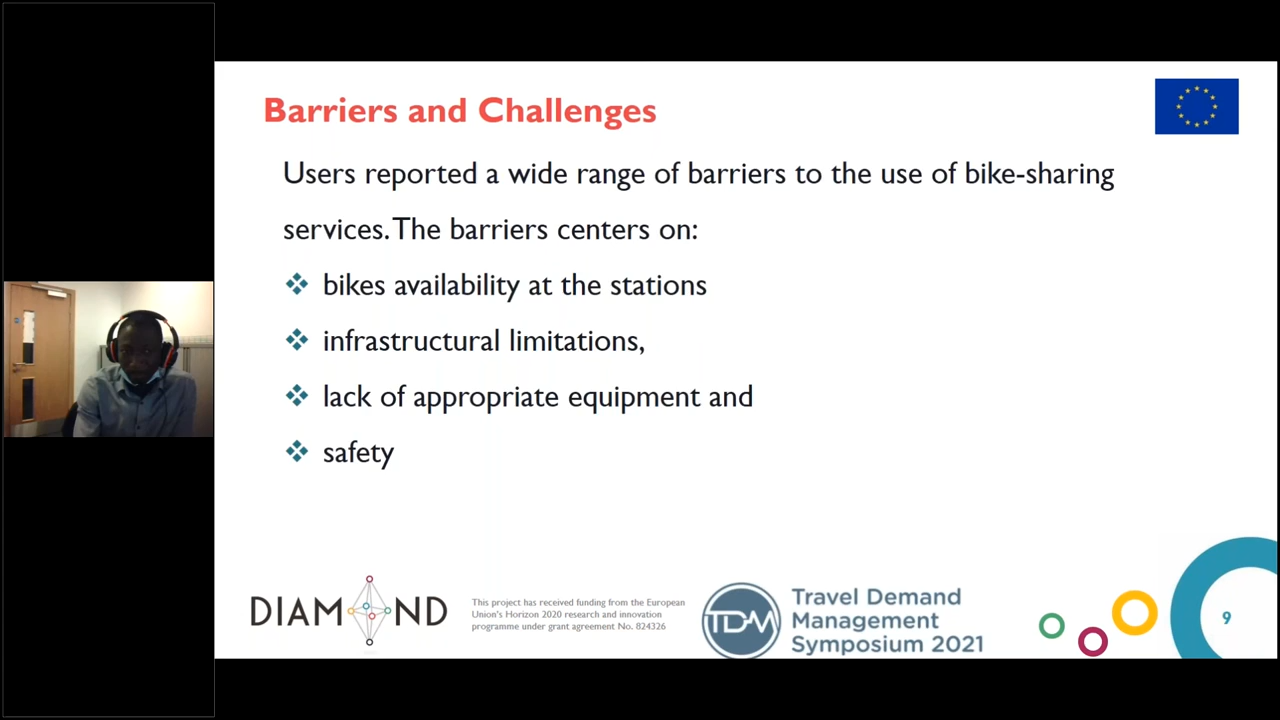 Barriers and Challenges
Users reported a wide range of barriers to the use of bike-sharing
services. The barriers centers on:
❖ bikes availability at the stations
❖ infrastructural limitations,
❖ lack of appropriate equipment and
❖ safety
DIAMOND
This project has received funding from the European
Union's Horizon 2020 research and innovation
programme under grant agreement No. 824326
TDM
Travel Demand
Management
Symposium 2021
9